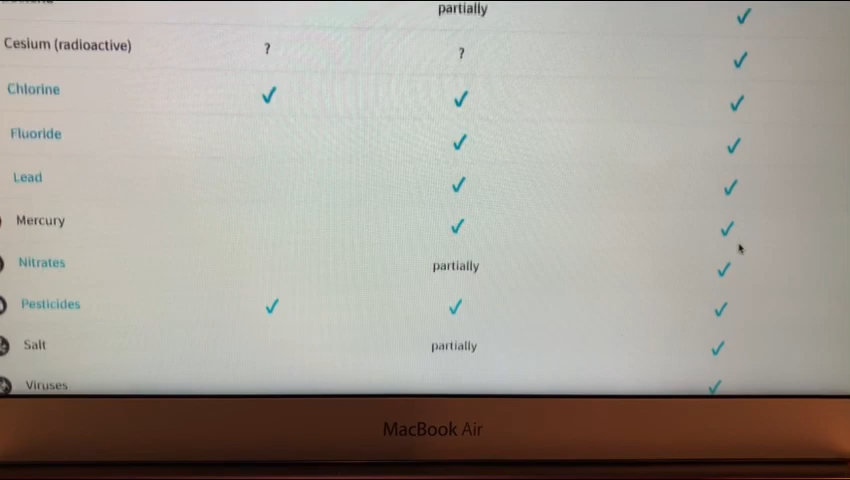 partially ✓
Cesium (radioactive) ? ? ✓
Chlorine ✓ ✓ ✓
Fluoride ✓ ✓
Lead ✓ ✓
Mercury ✓ ✓
Nitrates partially ✓
Pesticides ✓ ✓ ✓
Salt partially ✓
Viruses ✓
MacBook Air